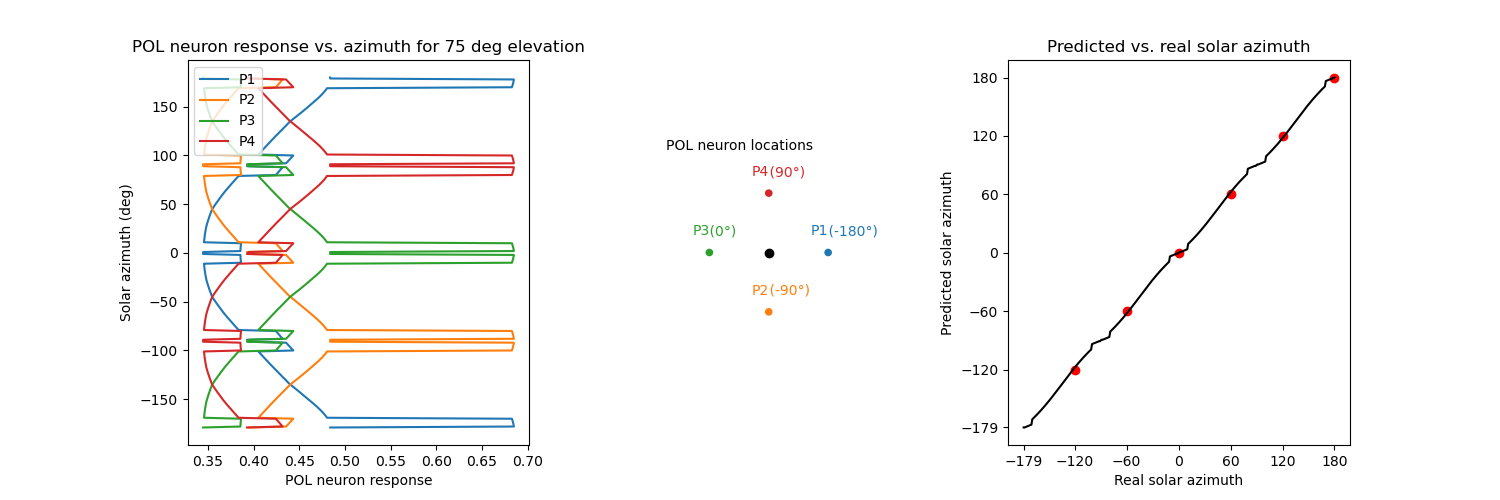 POL neuron response vs. azimuth for 75 deg elevation
P1
P2
P3
P4
150
100
50
0
−50
−100
−150
Solar azimuth (deg)
0.35 0.40 0.45 0.50 0.55 0.60 0.65 0.70
POL neuron response
POL neuron locations
P4(90°)
P3(0°)
P1(-180°)
P2(-90°)
Predicted vs. real solar azimuth
180
120
60
0
−60
−120
−179
Predicted solar azimuth
−179 −120 −60 0 60 120 180
Real solar azimuth